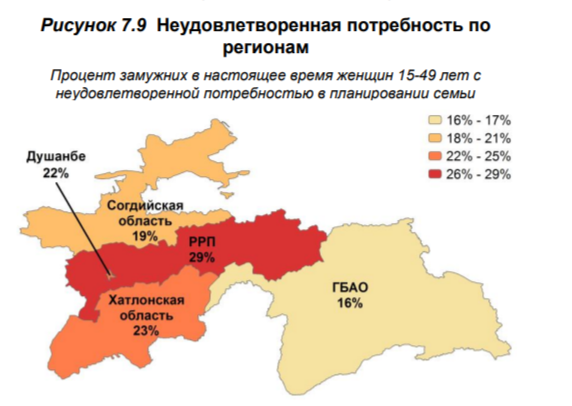 Рисунок 7.9 Неудовлетворенная потребность по
регионам
Процент замужних в настоящее время женщин 15-49 лет с
неудовлетворенной потребностью в планировании семьи
16% - 17%
18% - 21%
22% - 25%
26% - 29%
Душанбе
22%
Согдийская
область
19%
РРП
29%
ГБАО
16%
Хатлонская
область
23%